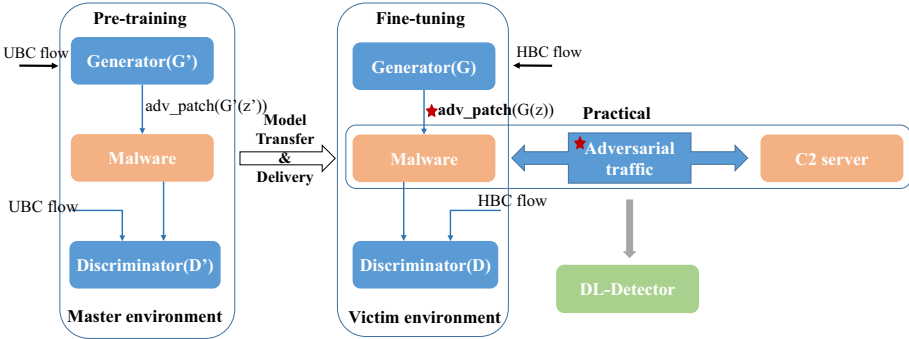 Pre-training
UBC flow
Generator(G’)
adv_patch(G’(z’))
Malware
UBC flow
Discriminator(D’)
Master environment
Model
Transfer
&
Delivery
Fine-tuning
HBC flow
Generator(G)
adv_patch(G(z))
Malware
HBC flow
Discriminator(D)
Victim environment
Practical
Adversarial
traffic
C2 server
DL-Detector